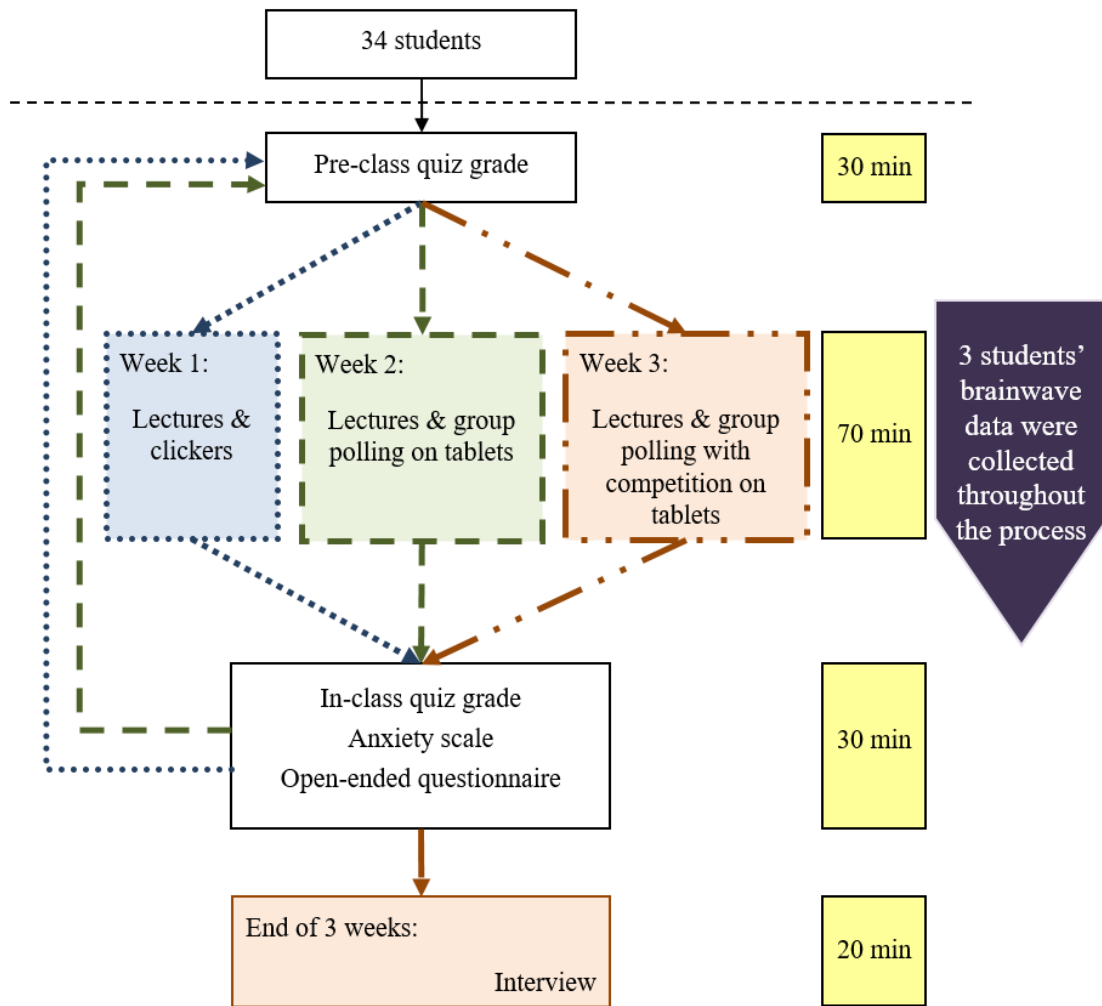 34 students
Pre-class quiz grade
30 min
Week 1:
Lectures &
clickers
Week 2:
Lectures & group
polling on tablets
Week 3:
Lectures & group
polling with
competition on
tablets
70 min
3 students’
brainwave
data were
collected
throughout
the process
In-class quiz grade
Anxiety scale
Open-ended questionnaire
30 min
End of 3 weeks:
Interview
20 min